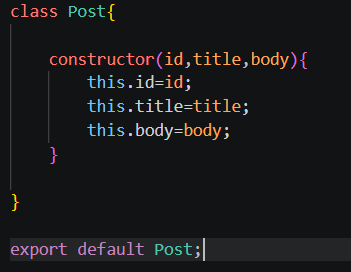 class Post{
constructor(id,title,body){
this.id=id;
this.title=title;
this.body=body;
}
}
export default Post;